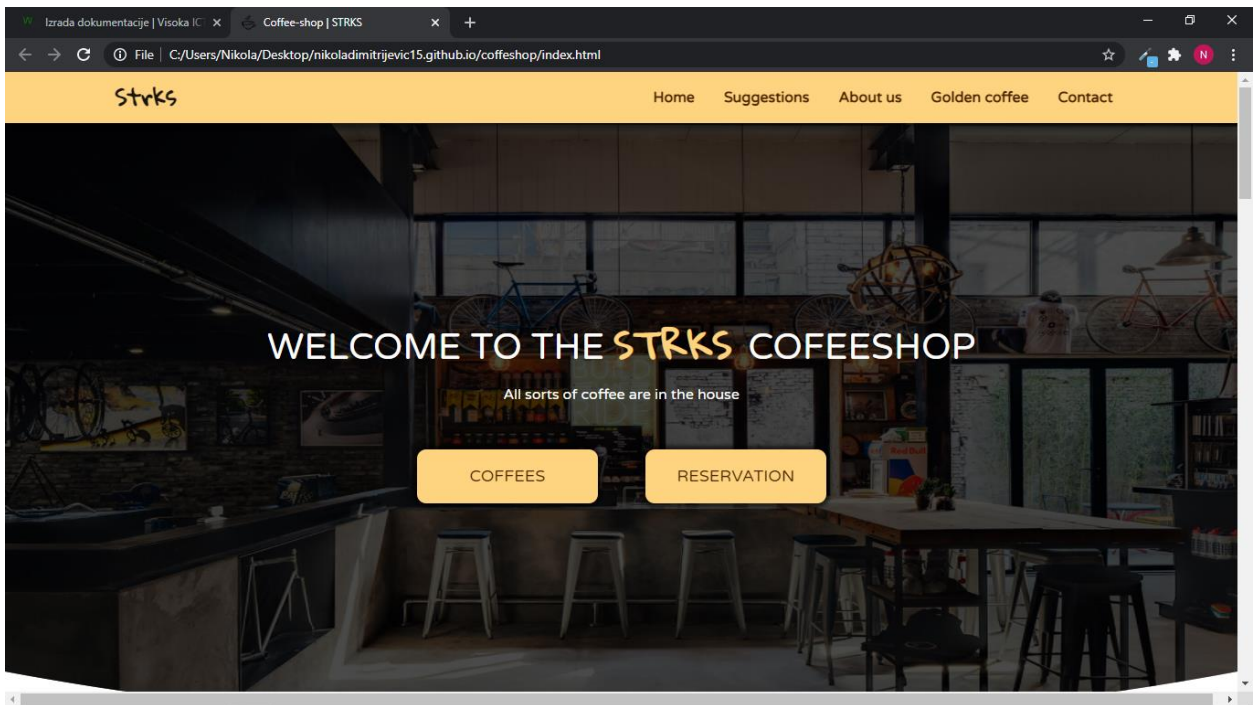 Izrada dokumentacije | Visoka IC
Coffee-shop | STRKS
File | C:/Users/Nikola/Desktop/nikoladimitrijevic15.github.io/coffeshop/index.html
N
Strks
Home Suggestions About us Golden coffee Contact
WELCOME TO THE STRKS COFEESHOP
All sorts of coffee are in the house
COFFEES RESERVATION
Red Bull